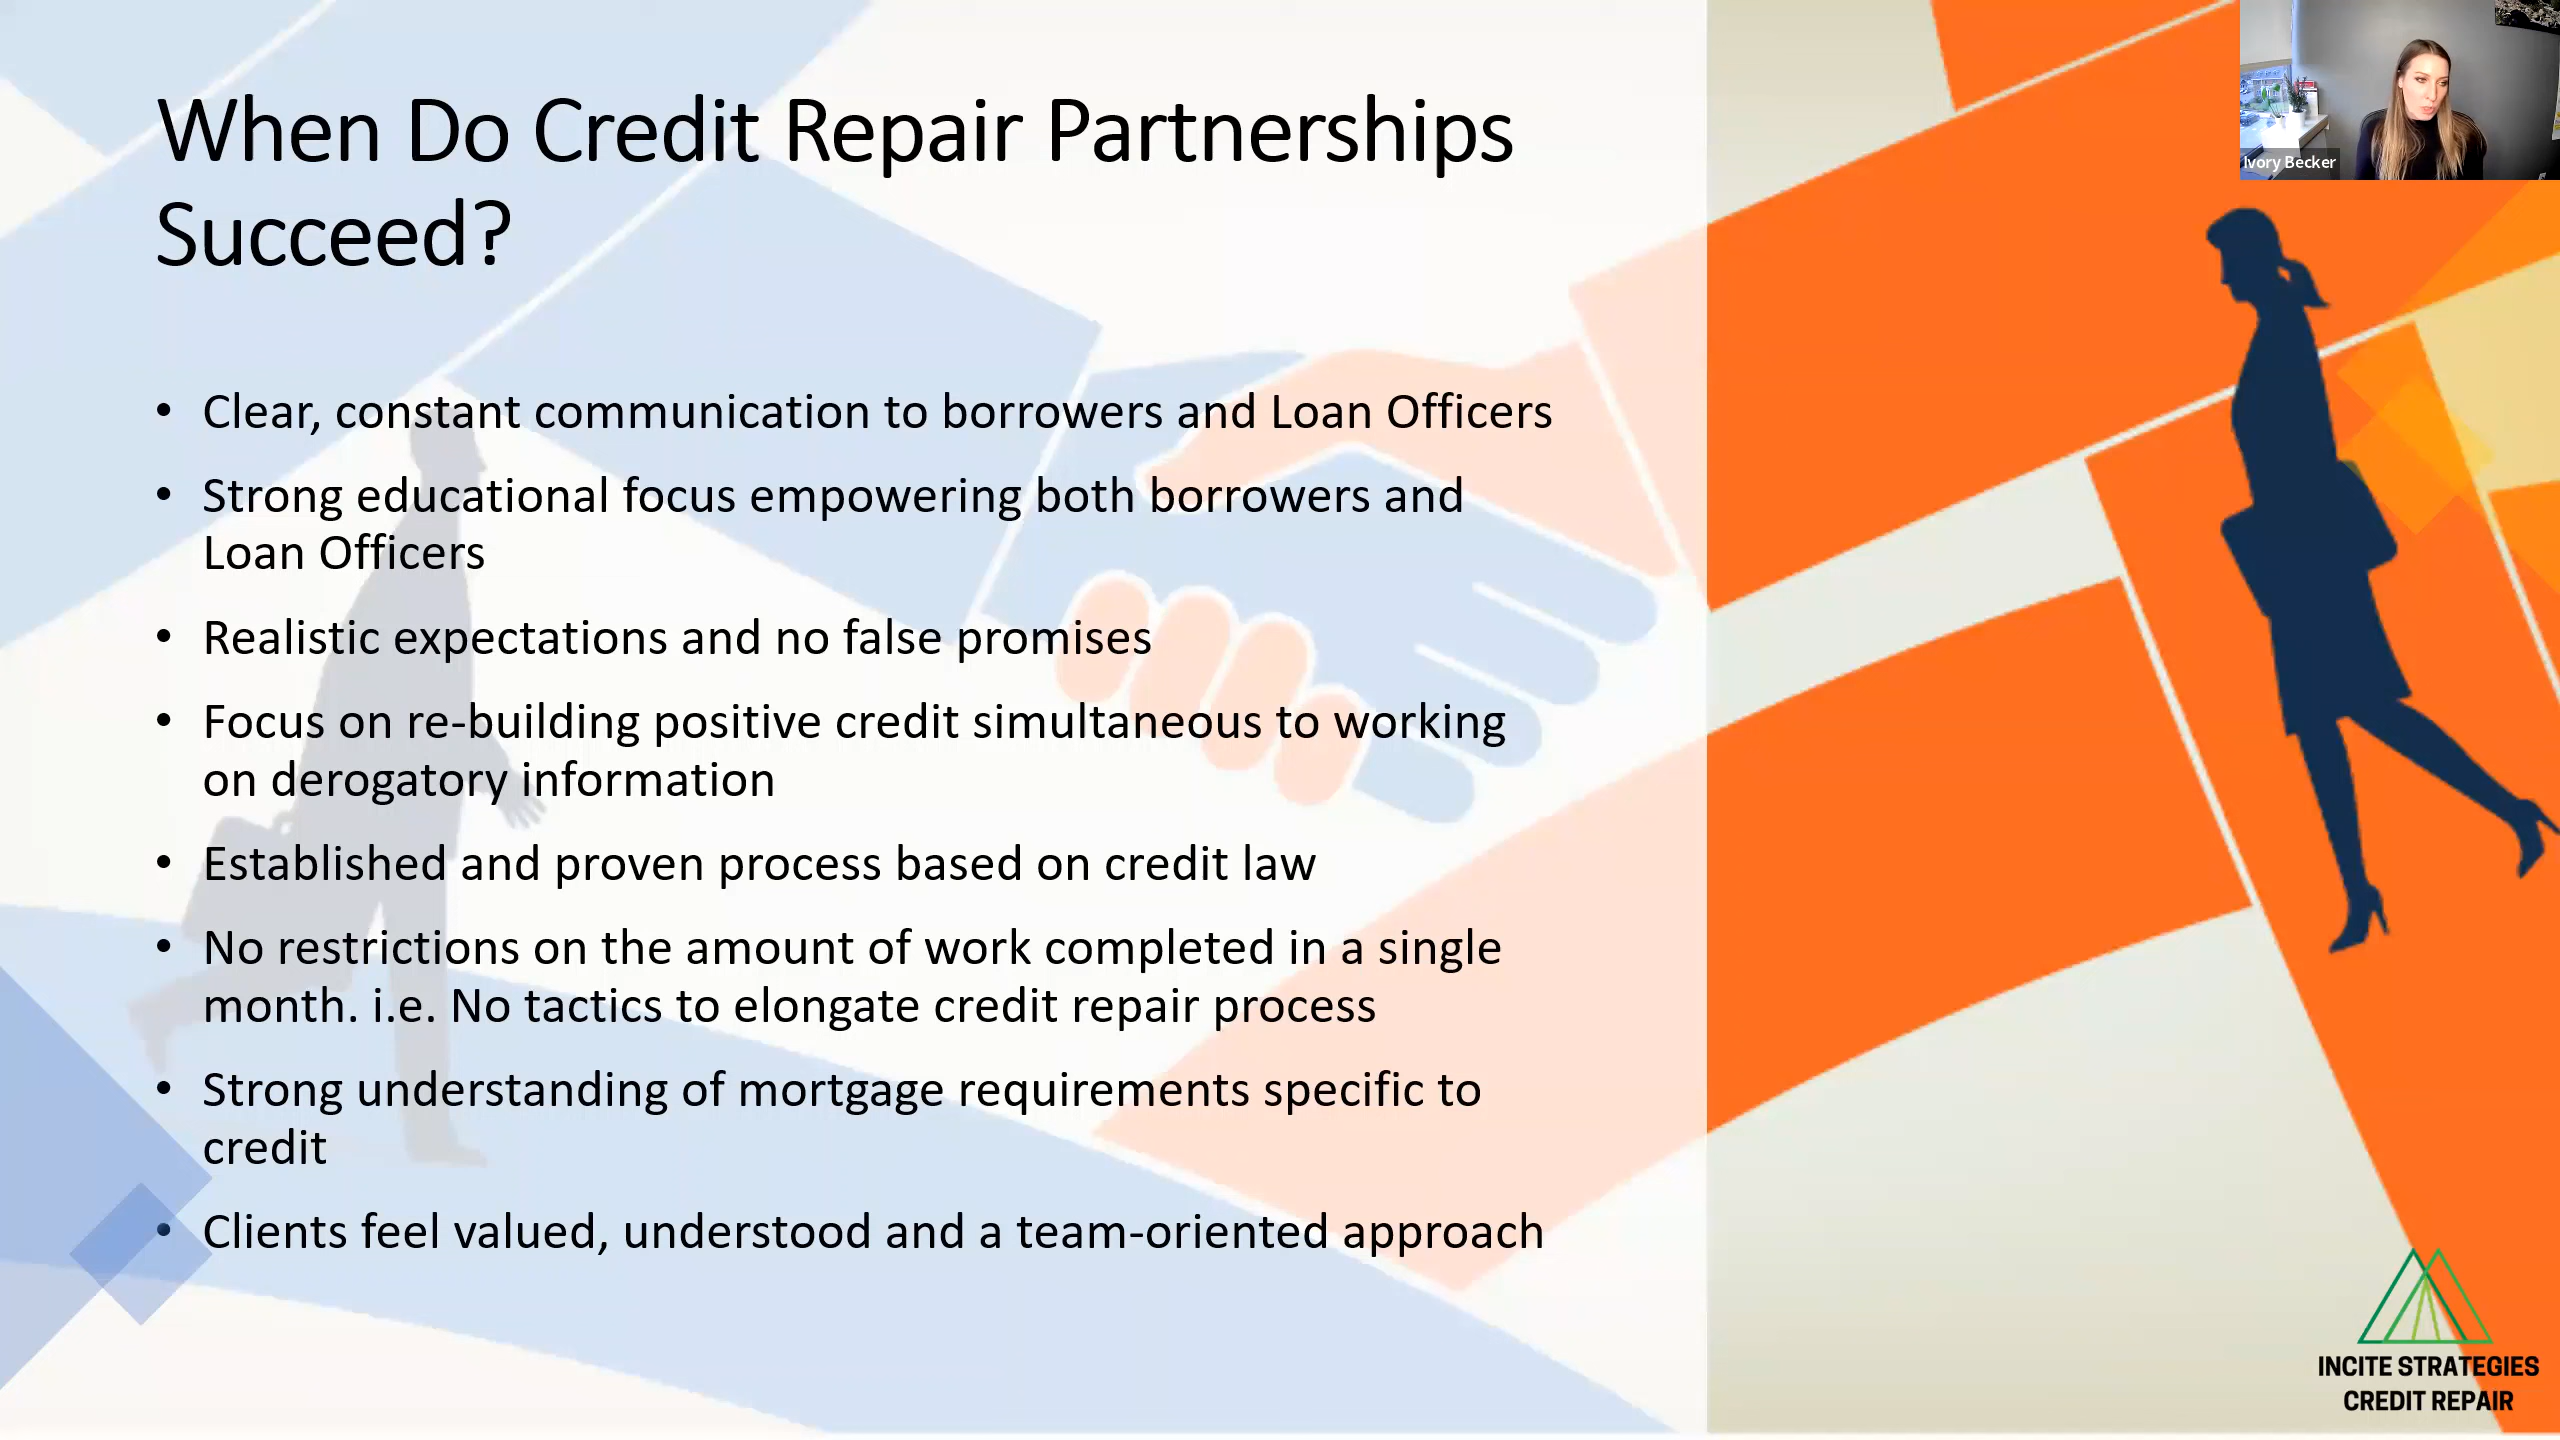 When Do Credit Repair Partnerships
Succeed?
• Clear, constant communication to borrowers and Loan Officers
• Strong educational focus empowering both borrowers and
Loan Officers
• Realistic expectations and no false promises
• Focus on re-building positive credit simultaneous to working
on derogatory information
• Established and proven process based on credit law
• No restrictions on the amount of work completed in a single
month. i.e. No tactics to elongate credit repair process
• Strong understanding of mortgage requirements specific to
credit
• Clients feel valued, understood and a team-oriented approach
Ivory Becker
INCITE STRATEGIES
CREDIT REPAIR